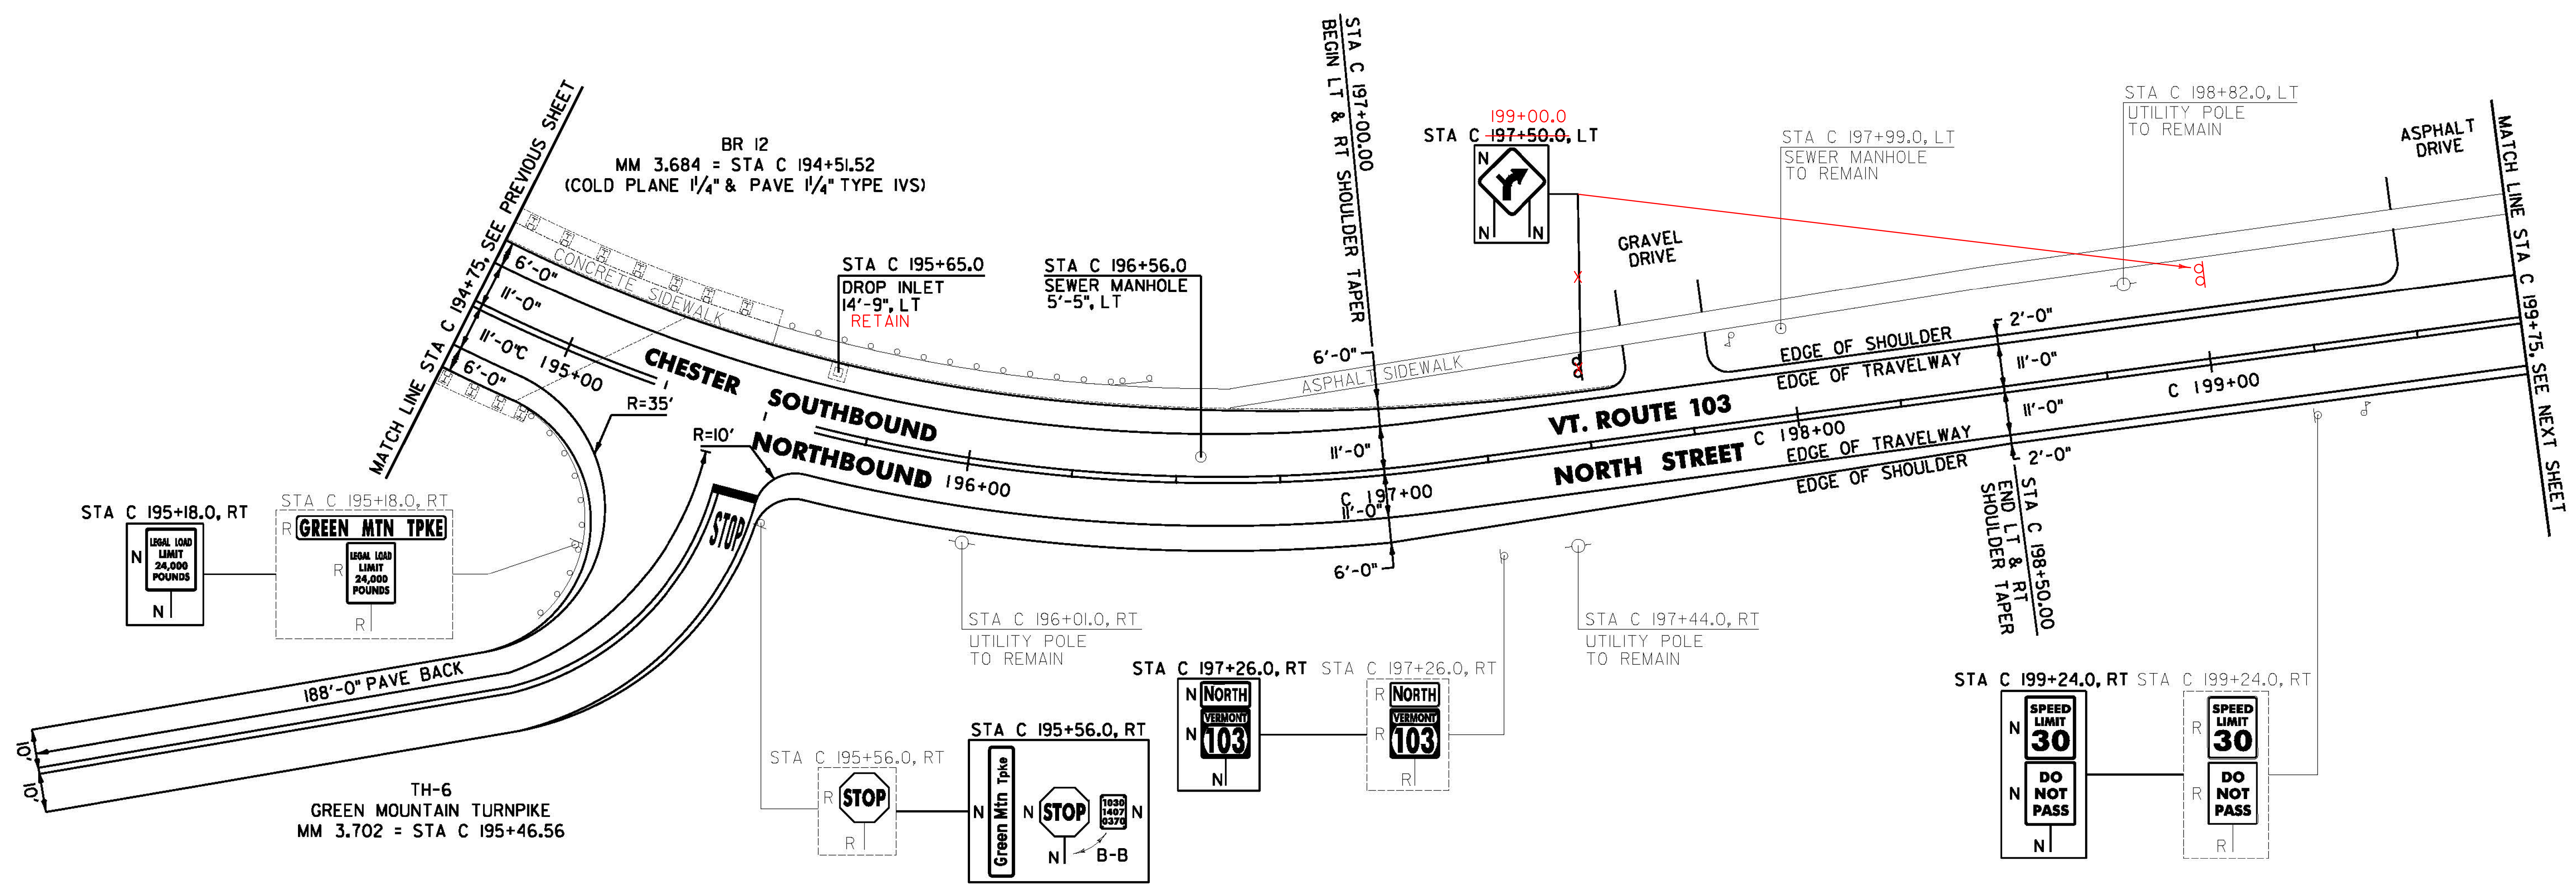 MATCH LINE STA C 194+75, SEE PREVIOUS SHEET
BR 12
MM 3.684 = STA C 194+51.52
(COLD PLANE 1 1/4" & PAVE 1 1/4" TYPE IVS)
CONCRETE SIDEWALK
6'-0"
11'-0"
11'-0"
6'-0"
C 195+00
R=35'
R=10'
STA C 195+65.0
DROP INLET
14'-9", LT
RETAIN
STA C 196+56.0
SEWER MANHOLE
5'-5", LT
CHESTER
SOUTHBOUND
NORTHBOUND
196+00
STA C 197+00.00
BEGIN LT & RT SHOULDER TAPER
6'-0"
11'-0"
C 197+00
11'-0"
6'-0"
199+00.0
STA C 197+50.0, LT
N
N
N
GRAVEL
DRIVE
ASPHALT SIDEWALK
STA C 197+99.0, LT
SEWER MANHOLE
TO REMAIN
STA C 198+82.0, LT
UTILITY POLE
TO REMAIN
ASPHALT
DRIVE
MATCH LINE STA C 199+75, SEE NEXT SHEET
EDGE OF SHOULDER
EDGE OF TRAVELWAY
VT. ROUTE 103
NORTH STREET
C 198+00
EDGE OF TRAVELWAY
EDGE OF SHOULDER
2'-0"
11'-0"
11'-0"
2'-0"
C 199+00
STA C 198+50.00
END LT & RT
SHOULDER TAPER
STA C 195+18.0, RT
N
LEGAL LOAD
LIMIT
24,000
POUNDS
N
STA C 195+18.0, RT
R
GREEN MTN TPKE
R
LEGAL LOAD
LIMIT
24,000
POUNDS
R
STOP
188'-0" PAVE BACK
10'
10'
TH-6
GREEN MOUNTAIN TURNPIKE
MM 3.702 = STA C 195+46.56
STA C 195+56.0, RT
R
STOP
R
STA C 195+56.0, RT
N
Green Mtn Tpke
N
STOP
N
1030
1407
0370
N
B-B
STA C 196+01.0, RT
UTILITY POLE
TO REMAIN
STA C 197+26.0, RT
N
NORTH
N
VERMONT
103
N
STA C 197+26.0, RT
R
NORTH
R
VERMONT
103
R
STA C 197+44.0, RT
UTILITY POLE
TO REMAIN
STA C 199+24.0, RT
N
SPEED
LIMIT
30
N
DO
NOT
PASS
N
STA C 199+24.0, RT
R
SPEED
LIMIT
30
R
DO
NOT
PASS
R